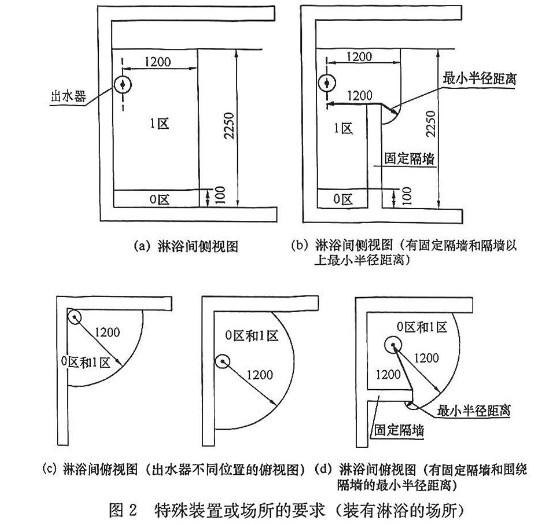 1200
出水器
1区
2250
0区
100
(a) 淋浴间侧视图
1200
最小半径距离
1200
1区
2250
固定隔墙
0区
100
(b) 淋浴间侧视图(有固定隔墙和隔墙以
上最小半径距离)
1200
0区和1区
0区和1区
1200
0区和1区
1200
1200
最小半径距离
固定隔墙
(c) 淋浴间俯视图(出水器不同位置的俯视图)
(d) 淋浴间俯视图(有固定隔墙和围绕
隔墙的最小半径距离)
图2 特殊装置或场所的要求(装有淋浴的场所)